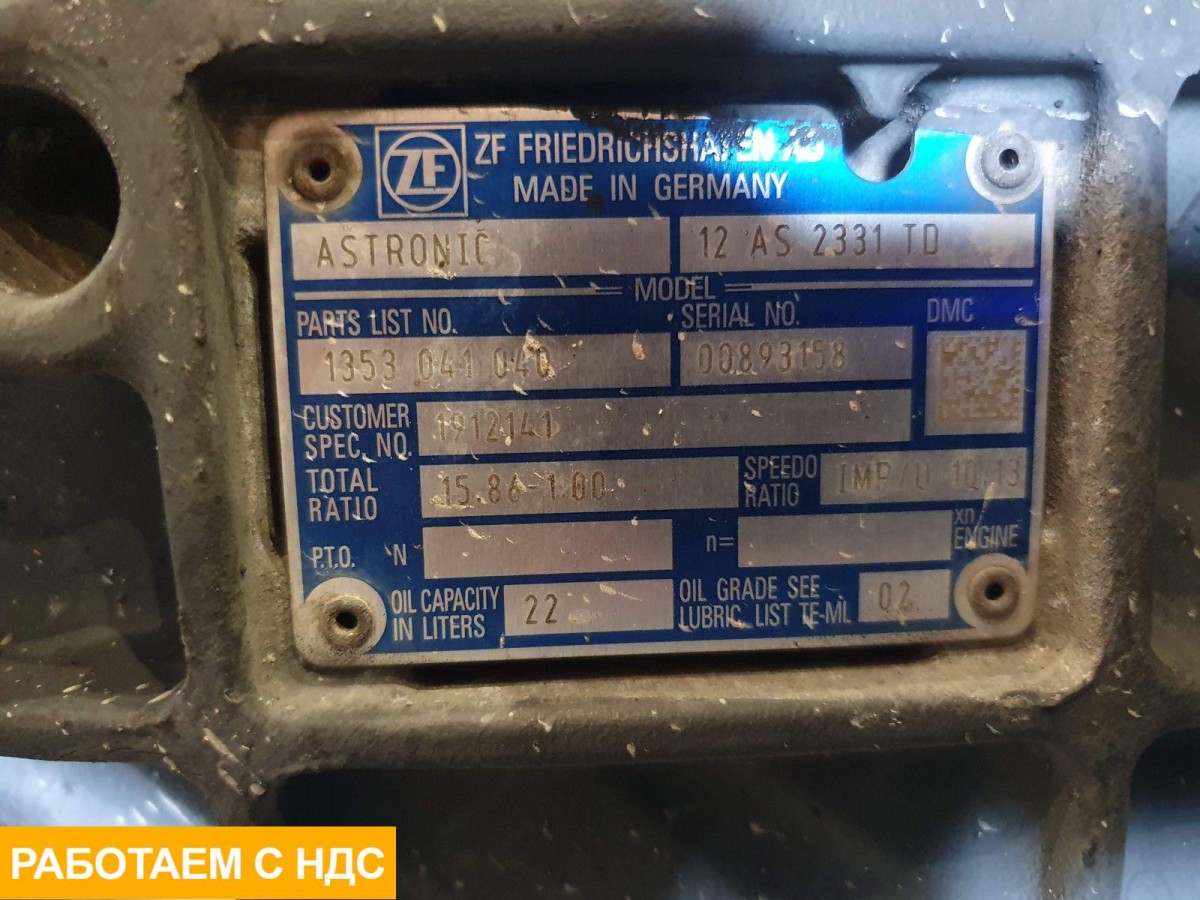 ZF
ZF FRIEDRICHSHAFEN AG
MADE IN GERMANY
ASTRONIC
12 AS 2331 TD
MODEL
PARTS LIST NO.
SERIAL NO.
DMC
1353 041 040
00893158
CUSTOMER
SPEC. NO.
1912141
TOTAL
RATIO
15.86-1.00
SPEEDO
RATIO
IMP/U 10.13
P.T.O.
N
n=
xn
ENGINE
OIL CAPACITY
IN LITERS
22
OIL GRADE SEE
LUBRIC. LIST TE-ML
02
РАБОТАЕМ С НДС